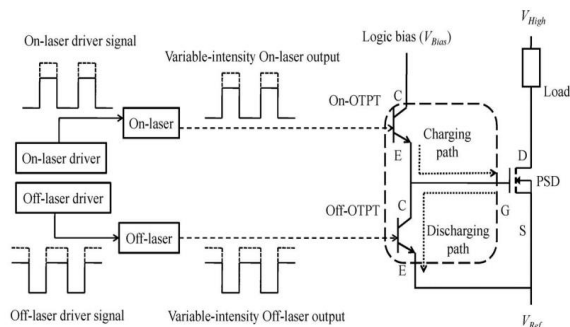 On-laser driver signal
Variable-intensity On-laser output
Logic bias (VBias)
VHigh
On-OTPT
C
Load
On-laser
Charging path
E
D
On-laser driver
PSD
Off-laser driver
C
G
Off-OTPT
S
Off-laser
Discharging path
E
Off-laser driver signal
Variable-intensity Off-laser output
VRef